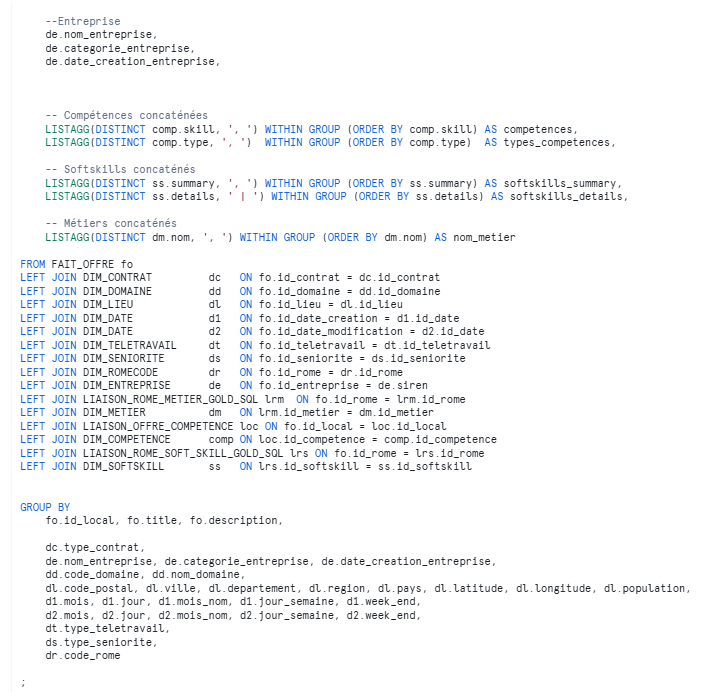 --Entreprise
de.nom_entreprise,
de.categorie_entreprise,
de.date_creation_entreprise,
-- Compétences concaténées
LISTAGG(DISTINCT comp.skill, ', ') WITHIN GROUP (ORDER BY comp.skill) AS competences,
LISTAGG(DISTINCT comp.type, ', ')  WITHIN GROUP (ORDER BY comp.type)  AS types_competences,
-- Softskills concaténés
LISTAGG(DISTINCT ss.summary, ', ') WITHIN GROUP (ORDER BY ss.summary) AS softskills_summary,
LISTAGG(DISTINCT ss.details, ' | ') WITHIN GROUP (ORDER BY ss.details) AS softskills_details,
-- Métiers concaténés
LISTAGG(DISTINCT dm.nom, ', ') WITHIN GROUP (ORDER BY dm.nom) AS nom_metier
FROM FAIT_OFFRE fo
LEFT JOIN DIM_CONTRAT         dc   ON fo.id_contrat = dc.id_contrat
LEFT JOIN DIM_DOMAINE         dd   ON fo.id_domaine = dd.id_domaine
LEFT JOIN DIM_LIEU            dl   ON fo.id_lieu = dl.id_lieu
LEFT JOIN DIM_DATE            d1   ON fo.id_date_creation = d1.id_date
LEFT JOIN DIM_DATE            d2   ON fo.id_date_modification = d2.id_date
LEFT JOIN DIM_TELETRAVAIL     dt   ON fo.id_teletravail = dt.id_teletravail
LEFT JOIN DIM_SENIORITE       ds   ON fo.id_seniorite = ds.id_seniorite
LEFT JOIN DIM_ROMECODE        dr   ON fo.id_rome = dr.id_rome
LEFT JOIN DIM_ENTREPRISE      de   ON fo.id_entreprise = de.siren
LEFT JOIN LIAISON_ROME_METIER_GOLD_SQL lrm  ON fo.id_rome = lrm.id_rome
LEFT JOIN DIM_METIER          dm   ON lrm.id_metier = dm.id_metier
LEFT JOIN LIAISON_OFFRE_COMPETENCE loc ON fo.id_local = loc.id_local
LEFT JOIN DIM_COMPETENCE      comp ON loc.id_competence = comp.id_competence
LEFT JOIN LIAISON_ROME_SOFT_SKILL_GOLD_SQL lrs ON fo.id_rome = lrs.id_rome
LEFT JOIN DIM_SOFTSKILL       ss   ON lrs.id_softskill = ss.id_softskill
GROUP BY
fo.id_local, fo.title, fo.description,
dc.type_contrat,
de.nom_entreprise, de.categorie_entreprise, de.date_creation_entreprise,
dd.code_domaine, dd.nom_domaine,
dl.code_postal, dl.ville, dl.departement, dl.region, dl.pays, dl.latitude, dl.longitude, dl.population,
d1.mois, d1.jour, d1.mois_nom, d1.jour_semaine, d1.week_end,
d2.mois, d2.jour, d2.mois_nom, d2.jour_semaine, d2.week_end,
dt.type_teletravail,
ds.type_seniorite,
dr.code_rome
;